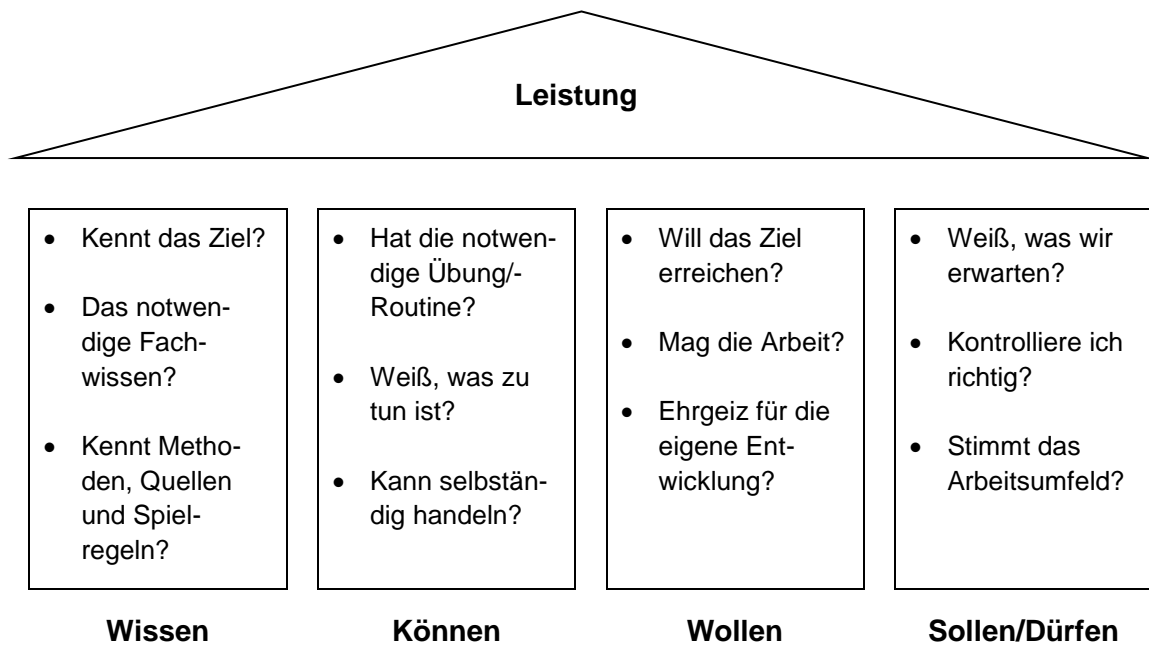 Leistung
• Kennt das Ziel?
• Das notwen-
dige Fach-
wissen?
• Kennt Metho-
den, Quellen
und Spiel-
regeln?
Wissen
• Hat die notwen-
dige Übung/-
Routine?
• Weiß, was zu
tun ist?
• Kann selbstän-
dig handeln?
Können
• Will das Ziel
erreichen?
• Mag die Arbeit?
• Ehrgeiz für die
eigene Ent-
wicklung?
Wollen
• Weiß, was wir
erwarten?
• Kontrolliere ich
richtig?
• Stimmt das
Arbeitsumfeld?
Sollen/Dürfen